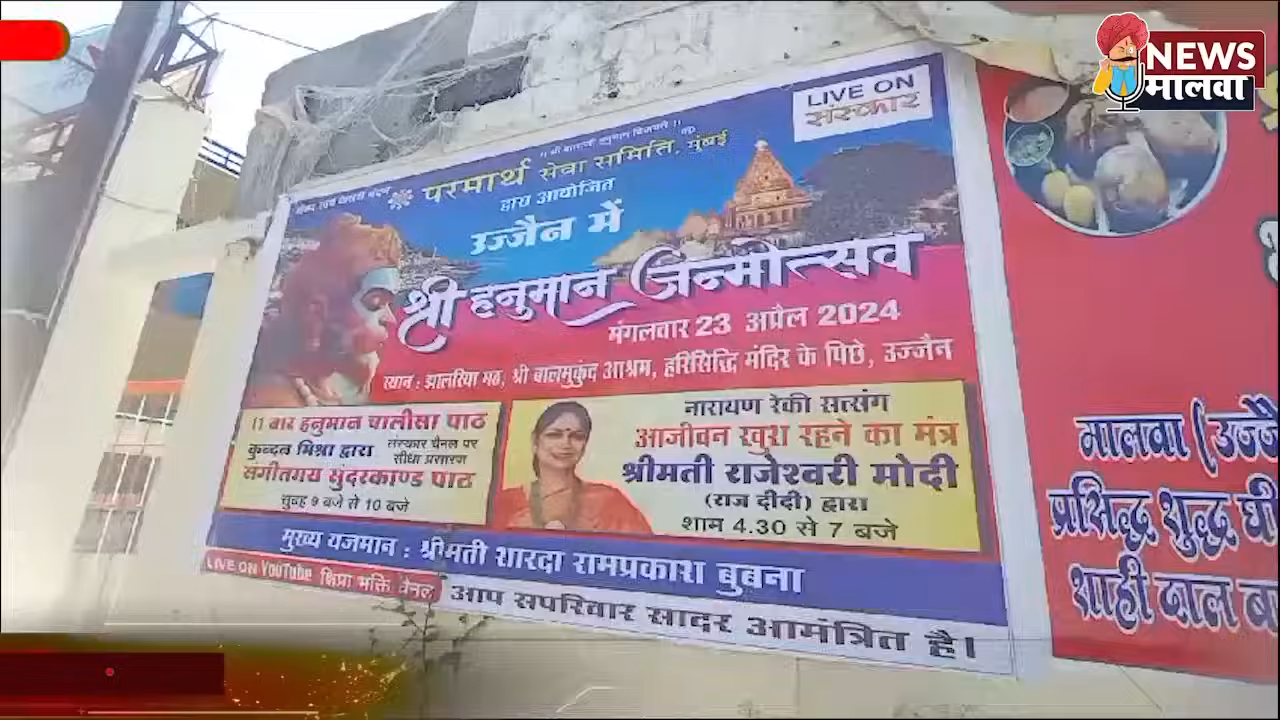 NEWS
मालवा
LIVE ON
संस्कार
परमार्थ सेवा समिति, मुंबई
द्वारा आयोजित
उज्जैन में
श्री हनुमान जन्मोत्सव
मंगलवार 23 अप्रैल 2024
स्थान : झालरिया मठ, श्री बालमुकुंद आश्रम, हरिसिद्धि मंदिर के पिछे, उज्जैन
11 बार हनुमान चालीसा पाठ
कुन्दन मिश्रा द्वारा
संस्कार चैनल पर
सीधा प्रसारण
संगीतमय सुंदरकाण्ड पाठ
सुबह 9 बजे से 10 बजे
नारायण रेकी सत्संग
आजीवन खुश रहने का मंत्र
श्रीमती राजेश्वरी मोदी
(राज दीदी) द्वारा
शाम 4.30 से 7 बजे
मुख्य यजमान : श्रीमती शारदा रामप्रकाश बुबना
LIVE ON YouTube क्षिप्रा भक्ति चैनल
आप सपरिवार सादर आमंत्रित है।
मालवा (उज्जै
प्रसिद्ध शुद्ध घी
शाही दाल बा